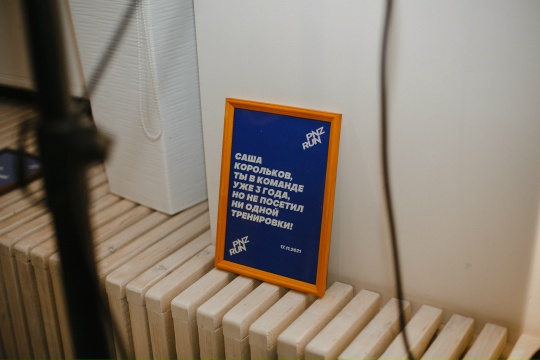 PNZ
RUN
САША
КОРОЛЬКОВ,
ТЫ В КОМАНДЕ
УЖЕ 3 ГОДА,
НО НЕ ПОСЕТИЛ
НИ ОДНОЙ
ТРЕНИРОВКИ!
PNZ
RUN
17.11.2021